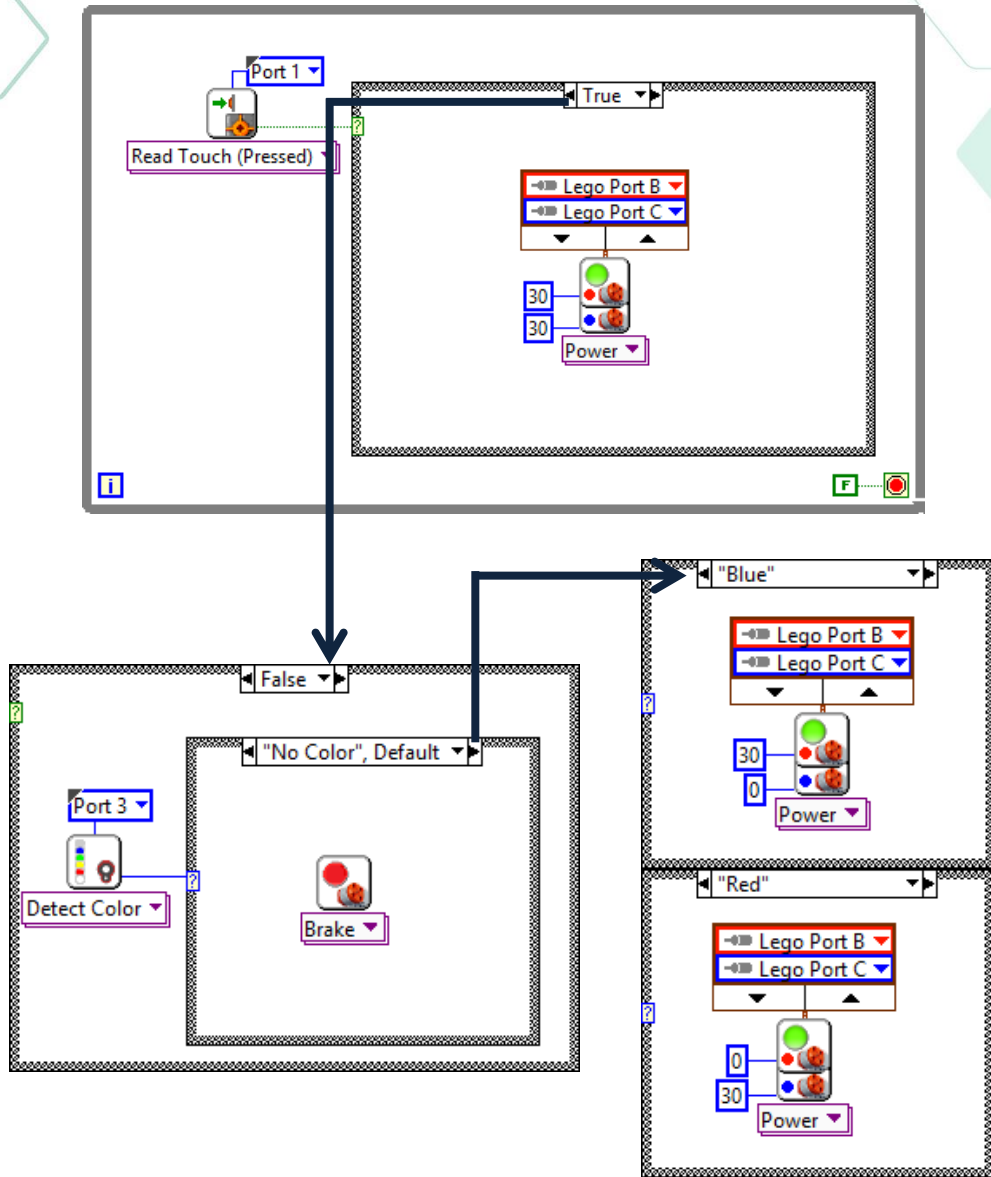 Port 1
True
?
Read Touch (Pressed)
Lego Port B
Lego Port C
30
30
Power
i
F
"Blue"
Lego Port B
Lego Port C
?
30
0
Power
False
?
"No Color", Default
Port 3
?
Detect Color
Brake
"Red"
Lego Port B
Lego Port C
?
0
30
Power